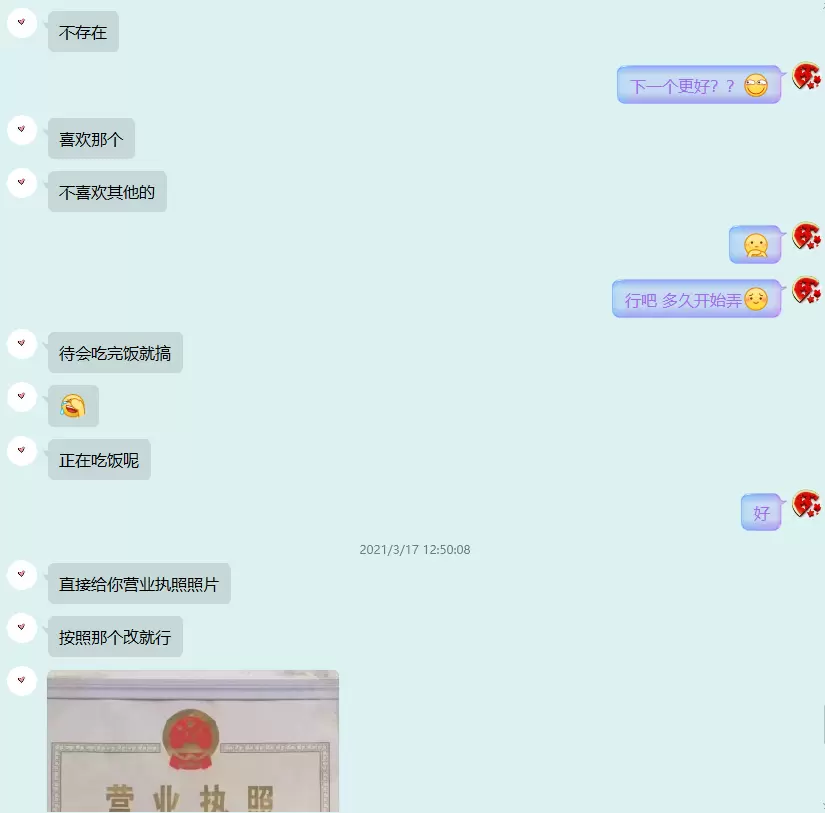 不存在
下一个更好？？
喜欢那个
不喜欢其他的
行吧 多久开始弄
待会吃完饭就搞
正在吃饭呢
好
2021/3/17 12:50:08
直接给你营业执照照片
按照那个改就行
营业执照